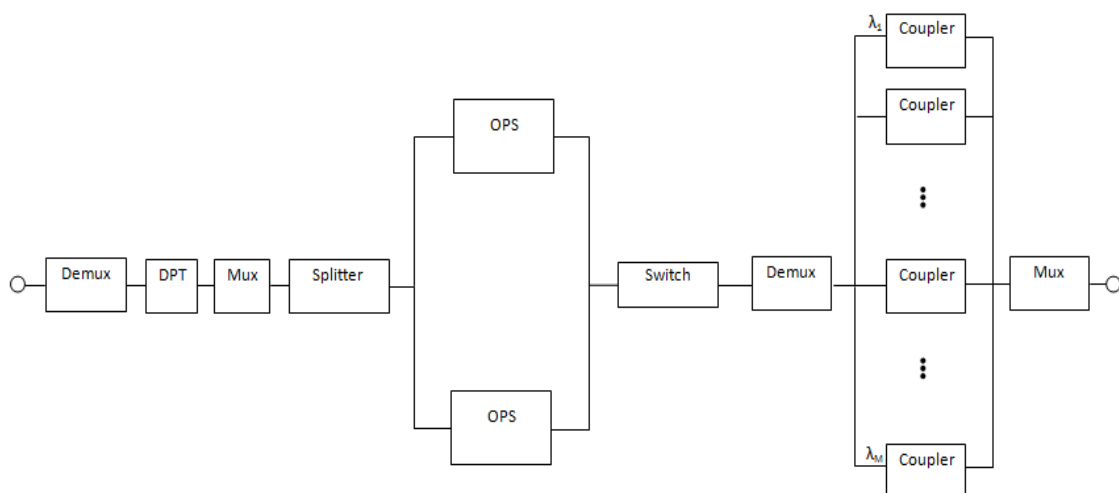 λ1
Coupler
Coupler
OPS
Demux
DPT
Mux
Splitter
Switch
Demux
Coupler
Mux
OPS
λM
Coupler